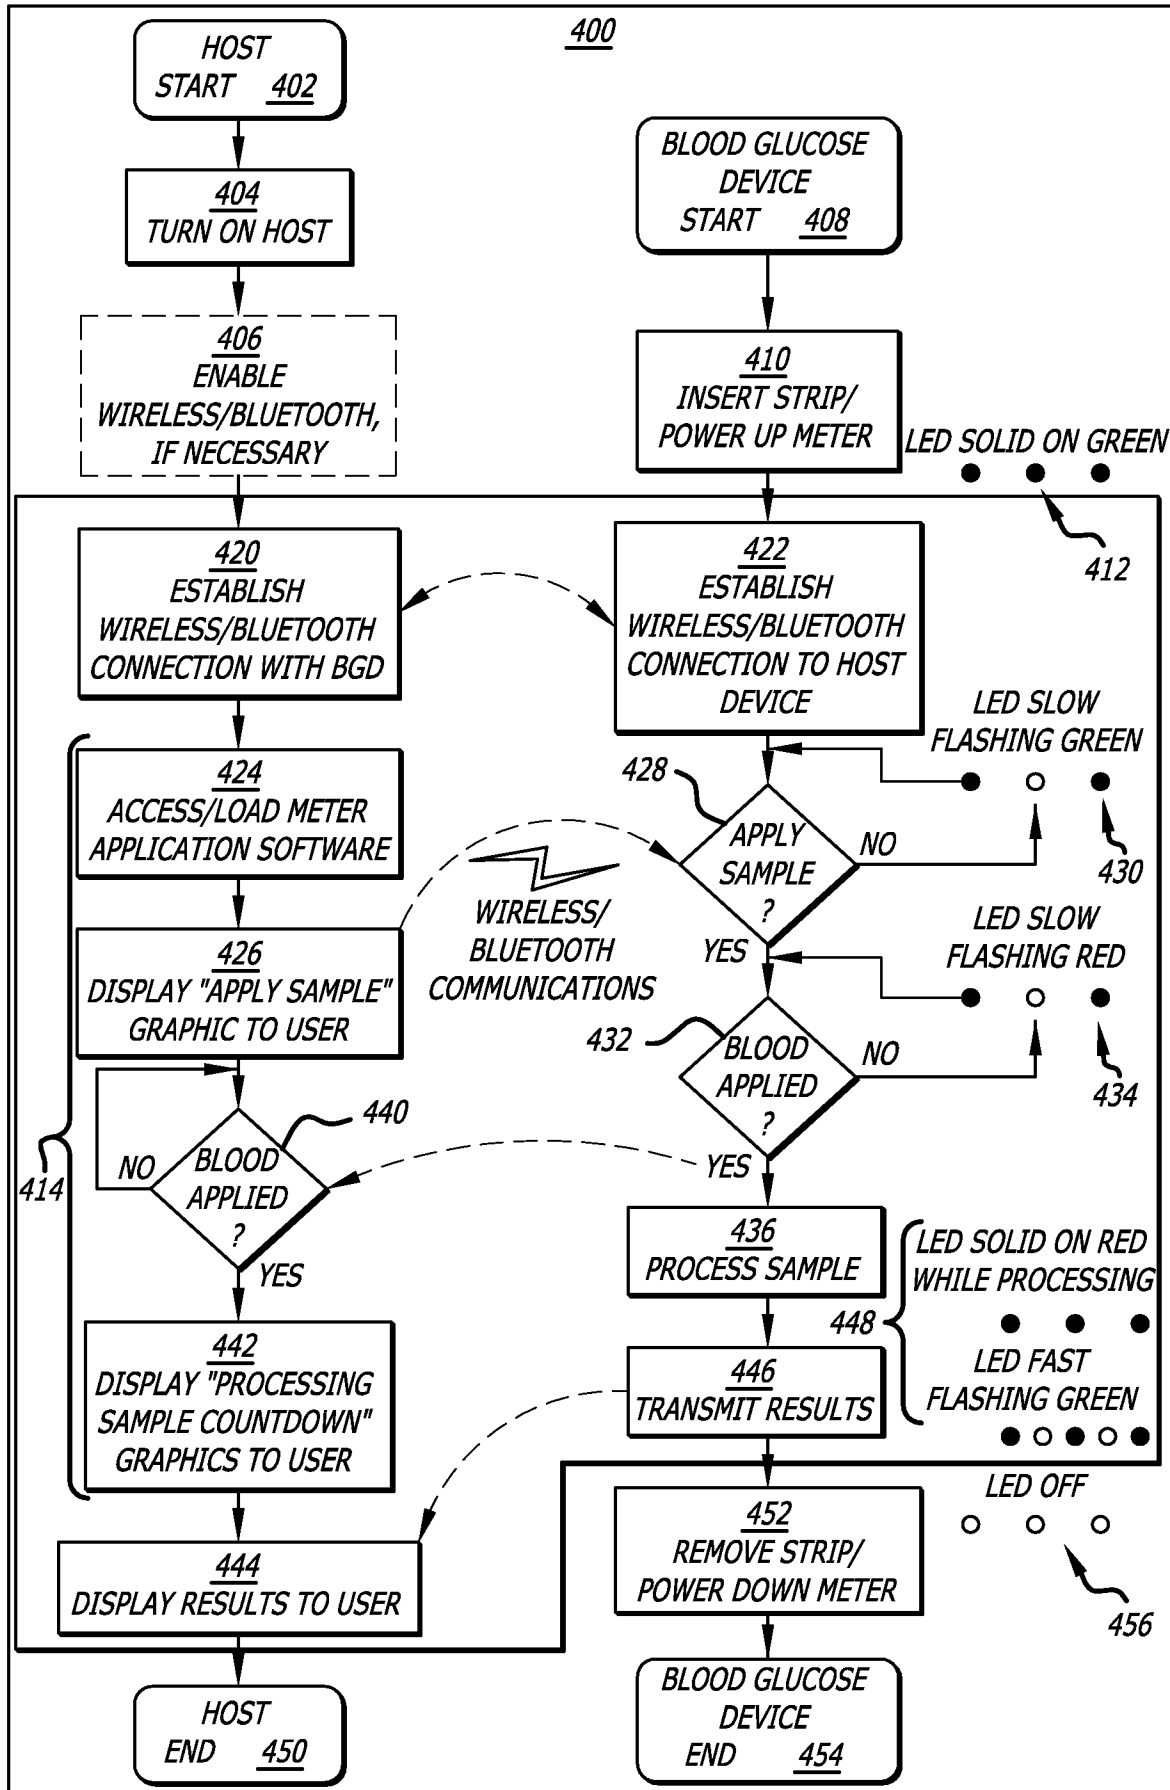 400
HOST
START 402
404
TURN ON HOST
406
ENABLE
WIRELESS/BLUETOOTH,
IF NECESSARY
BLOOD GLUCOSE
DEVICE
START 408
410
INSERT STRIP/
POWER UP METER
LED SOLID ON GREEN
412
420
ESTABLISH
WIRELESS/BLUETOOTH
CONNECTION WITH BGD
422
ESTABLISH
WIRELESS/BLUETOOTH
CONNECTION TO HOST
DEVICE
414
424
ACCESS/LOAD METER
APPLICATION SOFTWARE
426
DISPLAY "APPLY SAMPLE"
GRAPHIC TO USER
WIRELESS/
BLUETOOTH
COMMUNICATIONS
428
APPLY
SAMPLE
?
NO
YES
LED SLOW
FLASHING GREEN
430
432
BLOOD
APPLIED
?
NO
YES
LED SLOW
FLASHING RED
434
440
BLOOD
APPLIED
?
NO
YES
436
PROCESS SAMPLE
448
LED SOLID ON RED
WHILE PROCESSING
LED FAST
FLASHING GREEN
442
DISPLAY "PROCESSING
SAMPLE COUNTDOWN"
GRAPHICS TO USER
446
TRANSMIT RESULTS
444
DISPLAY RESULTS TO USER
452
REMOVE STRIP/
POWER DOWN METER
LED OFF
456
HOST
END 450
BLOOD GLUCOSE
DEVICE
END 454